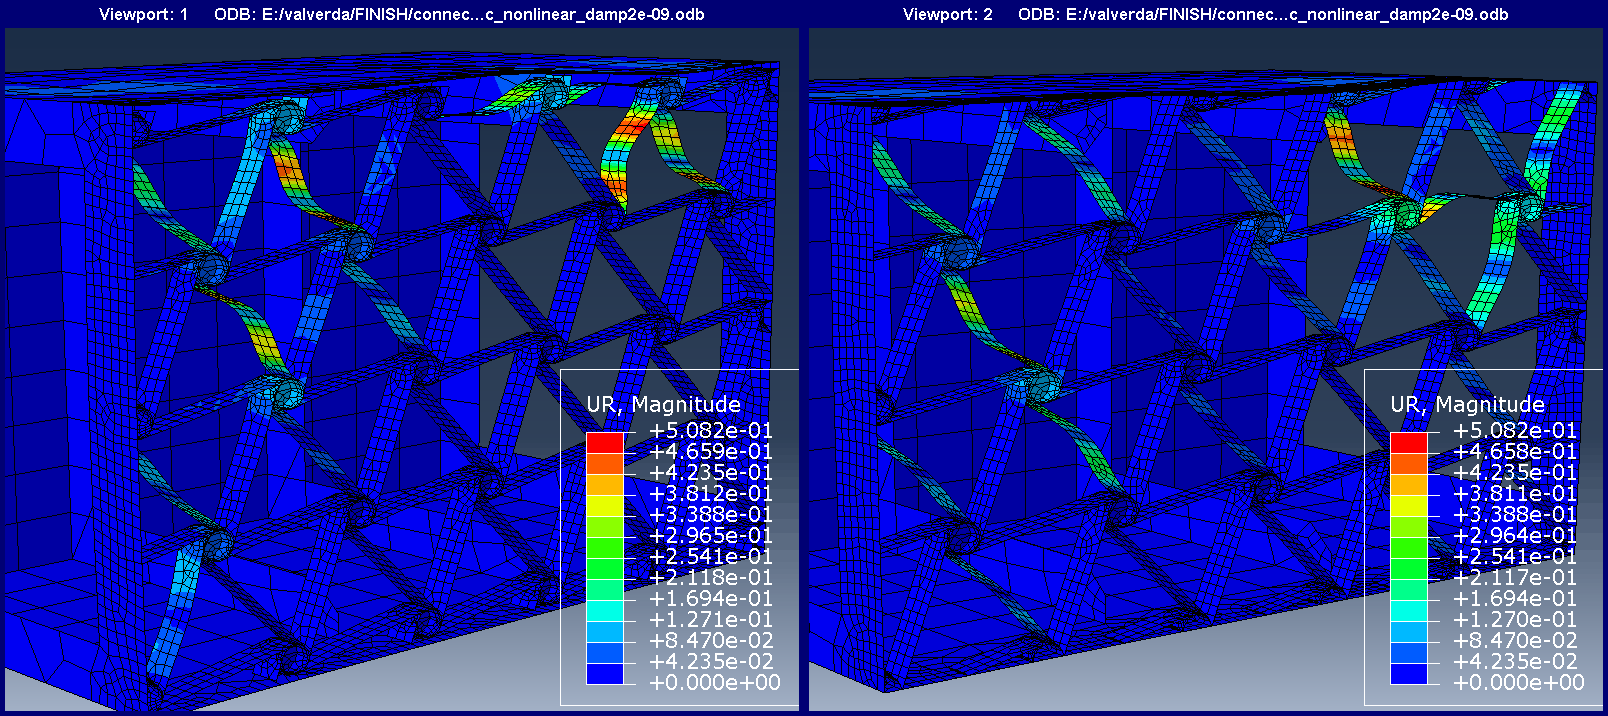 Viewport: 1 ODB: E:/valverda/FINISH/connec...c_nonlinear_damp2e-09.odb
UR, Magnitude
+5.082e-01
+4.659e-01
+4.235e-01
+3.812e-01
+3.388e-01
+2.965e-01
+2.541e-01
+2.118e-01
+1.694e-01
+1.271e-01
+8.470e-02
+4.235e-02
+0.000e+00
Viewport: 2 ODB: E:/valverda/FINISH/connec...c_nonlinear_damp2e-09.odb
UR, Magnitude
+5.082e-01
+4.658e-01
+4.235e-01
+3.811e-01
+3.388e-01
+2.964e-01
+2.541e-01
+2.117e-01
+1.694e-01
+1.270e-01
+8.470e-02
+4.235e-02
+0.000e+00